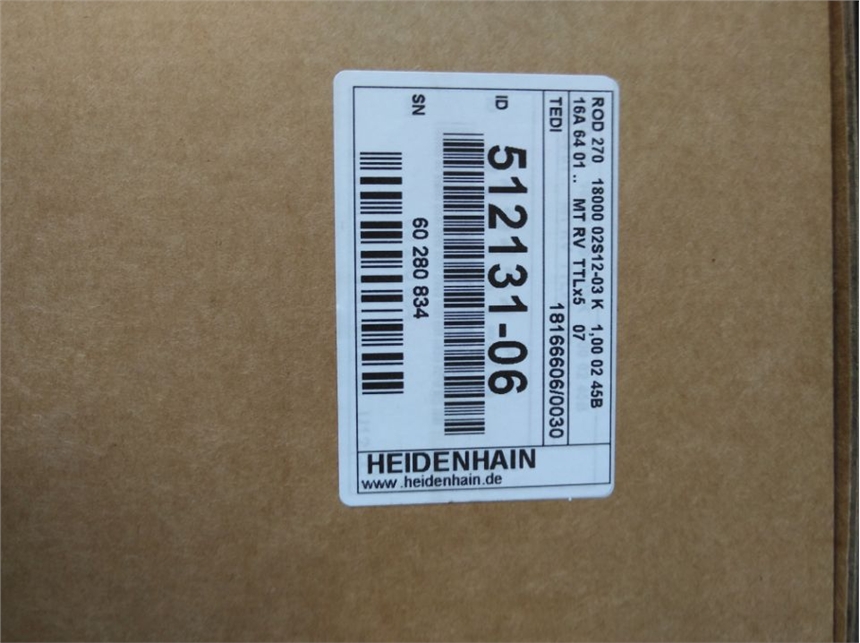 ROD 270 18000 02S12-03 K 1,00 02 45B
16A 64 01 .. MT RV TTLx5 07
TEDI 18166606/0030
ID 512131-06
SN 60 280 834
HEIDENHAIN
www.heidenhain.de